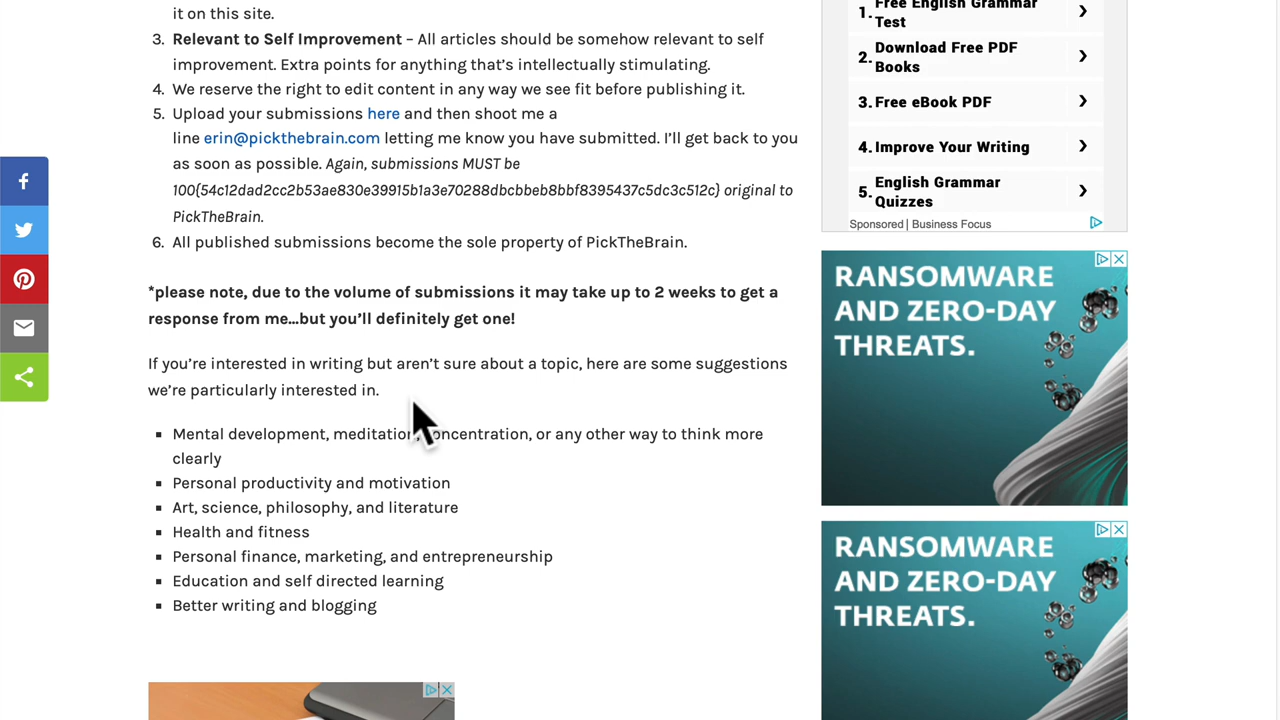 it on this site.
3. Relevant to Self Improvement – All articles should be somehow relevant to self
improvement. Extra points for anything that's intellectually stimulating.
4. We reserve the right to edit content in any way we see fit before publishing it.
5. Upload your submissions here and then shoot me a
line erin@pickthebrain.com letting me know you have submitted. I'll get back to you
as soon as possible. Again, submissions MUST be
100{54c12dad2cc2b53ae830e39915b1a3e70288dbcbbeb8bbf8395437c5dc3c512c} original to
PickTheBrain.
6. All published submissions become the sole property of PickTheBrain.
*please note, due to the volume of submissions it may take up to 2 weeks to get a
response from me...but you'll definitely get one!
If you're interested in writing but aren't sure about a topic, here are some suggestions
we're particularly interested in.
Mental development, meditation, concentration, or any other way to think more
clearly
Personal productivity and motivation
Art, science, philosophy, and literature
Health and fitness
Personal finance, marketing, and entrepreneurship
Education and self directed learning
Better writing and blogging
1. Free English Grammar
Test
2. Download Free PDF
Books
3. Free eBook PDF
4. Improve Your Writing
5. English Grammar
Quizzes
Sponsored | Business Focus
RANSOMWARE
AND ZERO-DAY
THREATS.
RANSOMWARE
AND ZERO-DAY
THREATS.